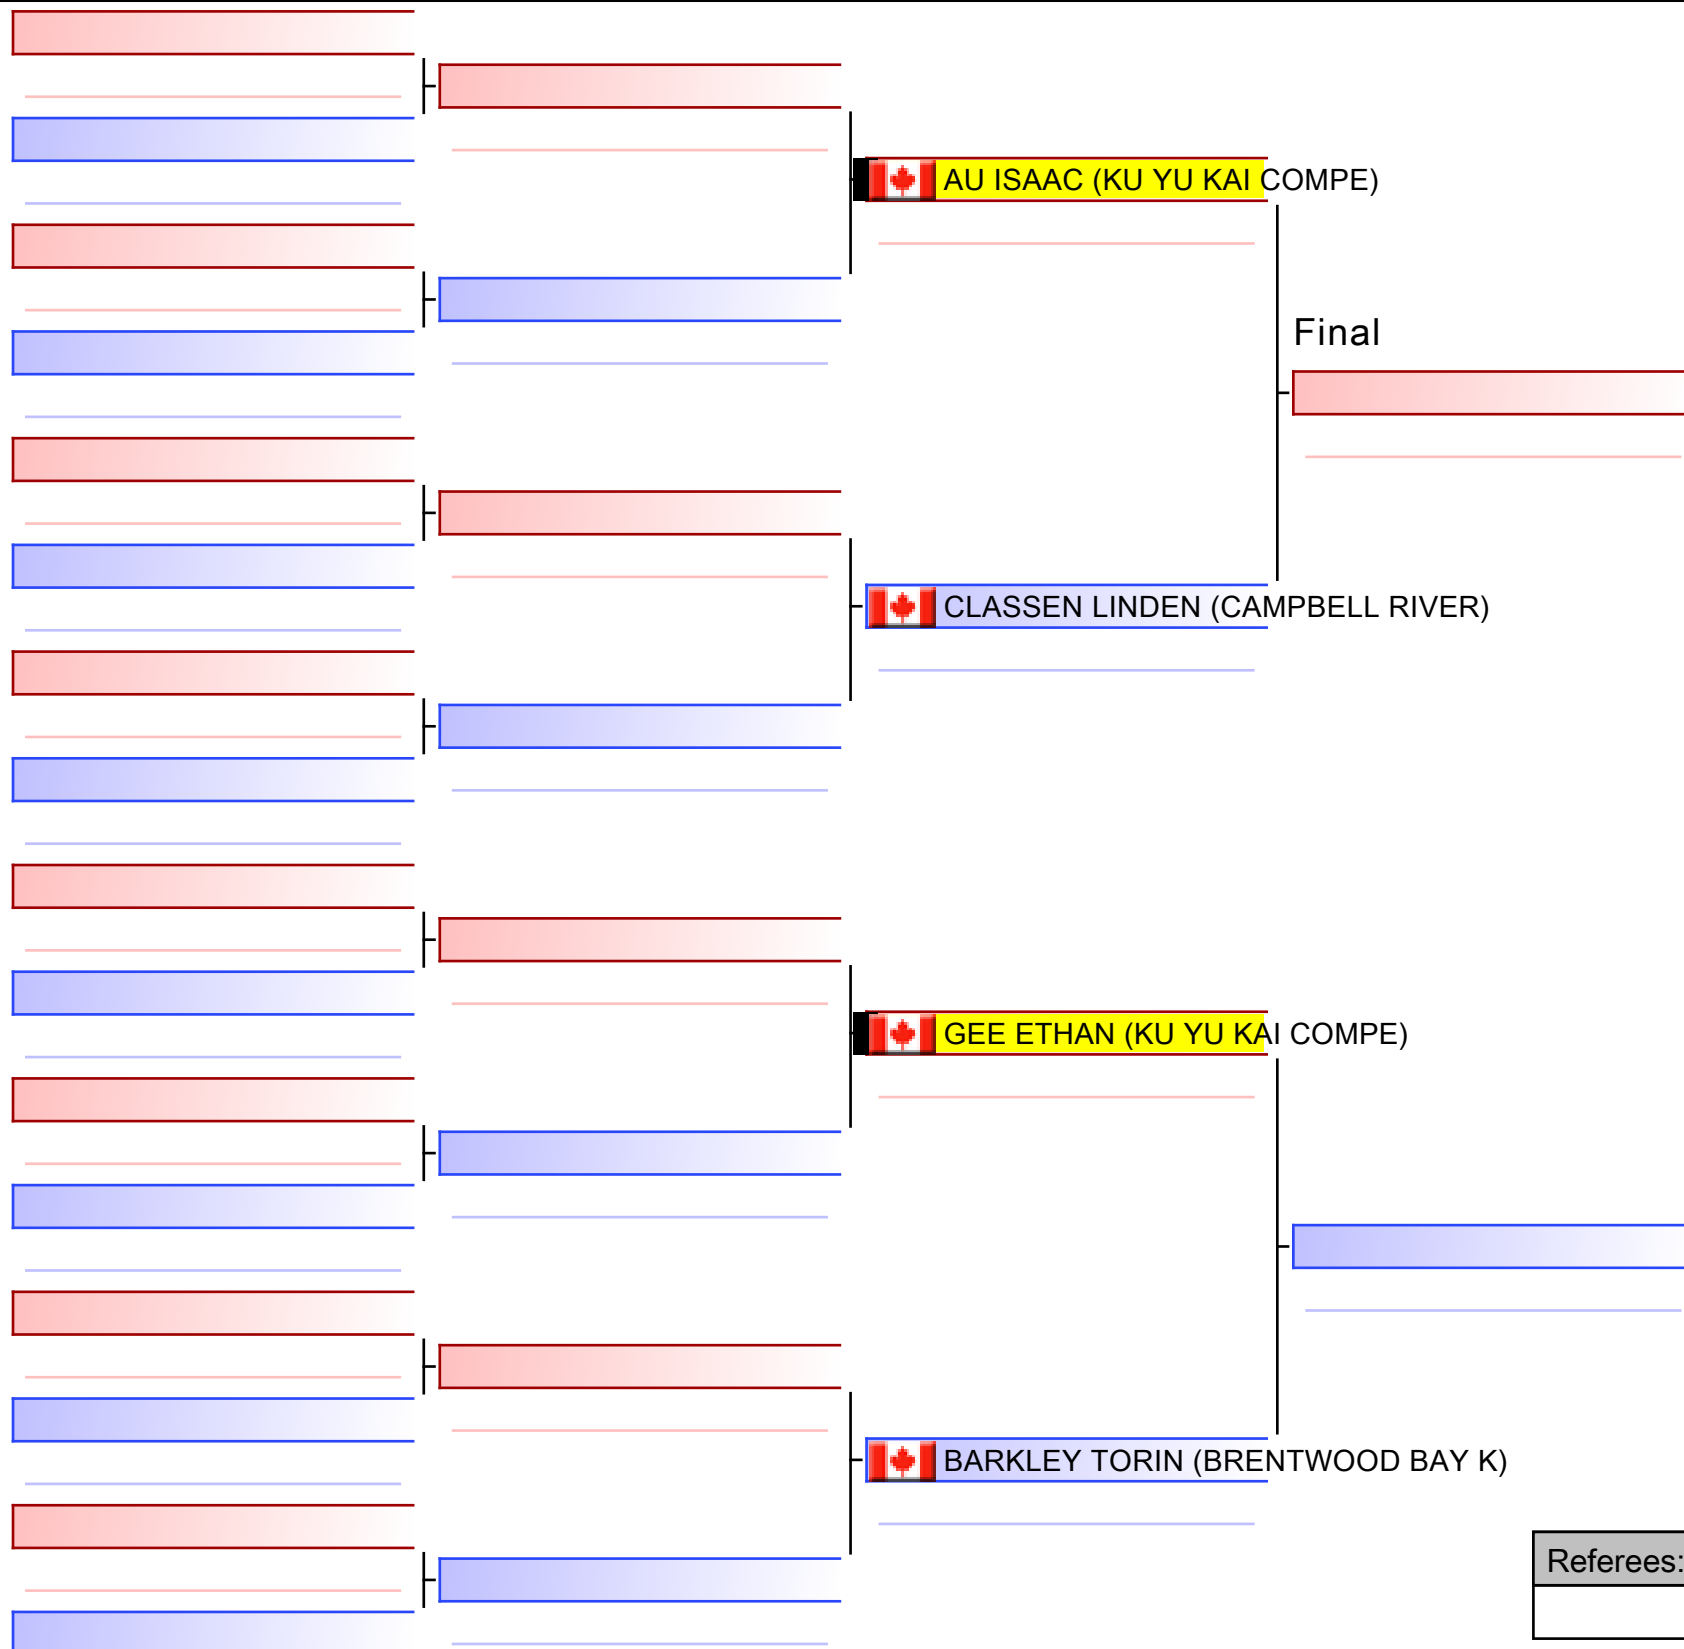 AU ISAAC (KU YU KAI COMPE)
Final
CLASSEN LINDEN (CAMPBELL RIVER)
GEE ETHAN (KU YU KAI COMPE)
BARKLEY TORIN (BRENTWOOD BAY K)
Referees: